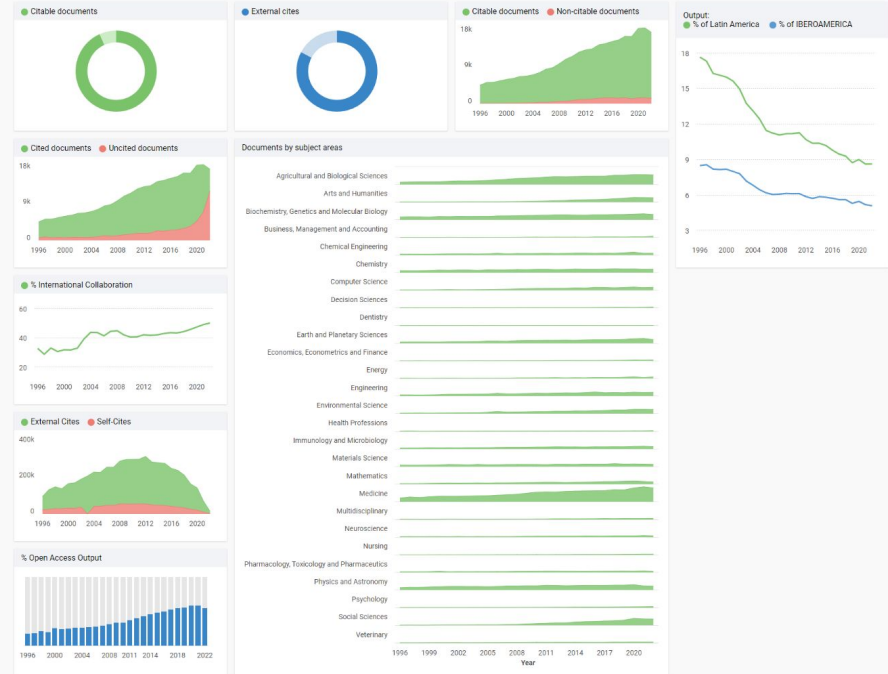 Citable documents
External cites
Citable documents Non-citable documents
18k
9k
0
1996 2000 2004 2008 2012 2016 2020
Output:
% of Latin America % of IBEROAMERICA
18
15
12
9
6
3
1996 2000 2004 2008 2012 2016 2020
Cited documents Uncited documents
18k
9k
0
1996 2000 2004 2008 2012 2016 2020
% International Collaboration
60
40
20
1996 2000 2004 2008 2012 2016 2020
External Cites Self-Cites
400k
200k
0
1996 2000 2004 2008 2012 2016 2020
% Open Access Output
1996 2000 2004 2008 2011 2014 2018 2022
Documents by subject areas
Agricultural and Biological Sciences
Arts and Humanities
Biochemistry, Genetics and Molecular Biology
Business, Management and Accounting
Chemical Engineering
Chemistry
Computer Science
Decision Sciences
Dentistry
Earth and Planetary Sciences
Economics, Econometrics and Finance
Energy
Engineering
Environmental Science
Health Professions
Immunology and Microbiology
Materials Science
Mathematics
Medicine
Multidisciplinary
Neuroscience
Nursing
Pharmacology, Toxicology and Pharmaceutics
Physics and Astronomy
Psychology
Social Sciences
Veterinary
1996 1999 2002 2005 2008 2011 2014 2017 2020
Year